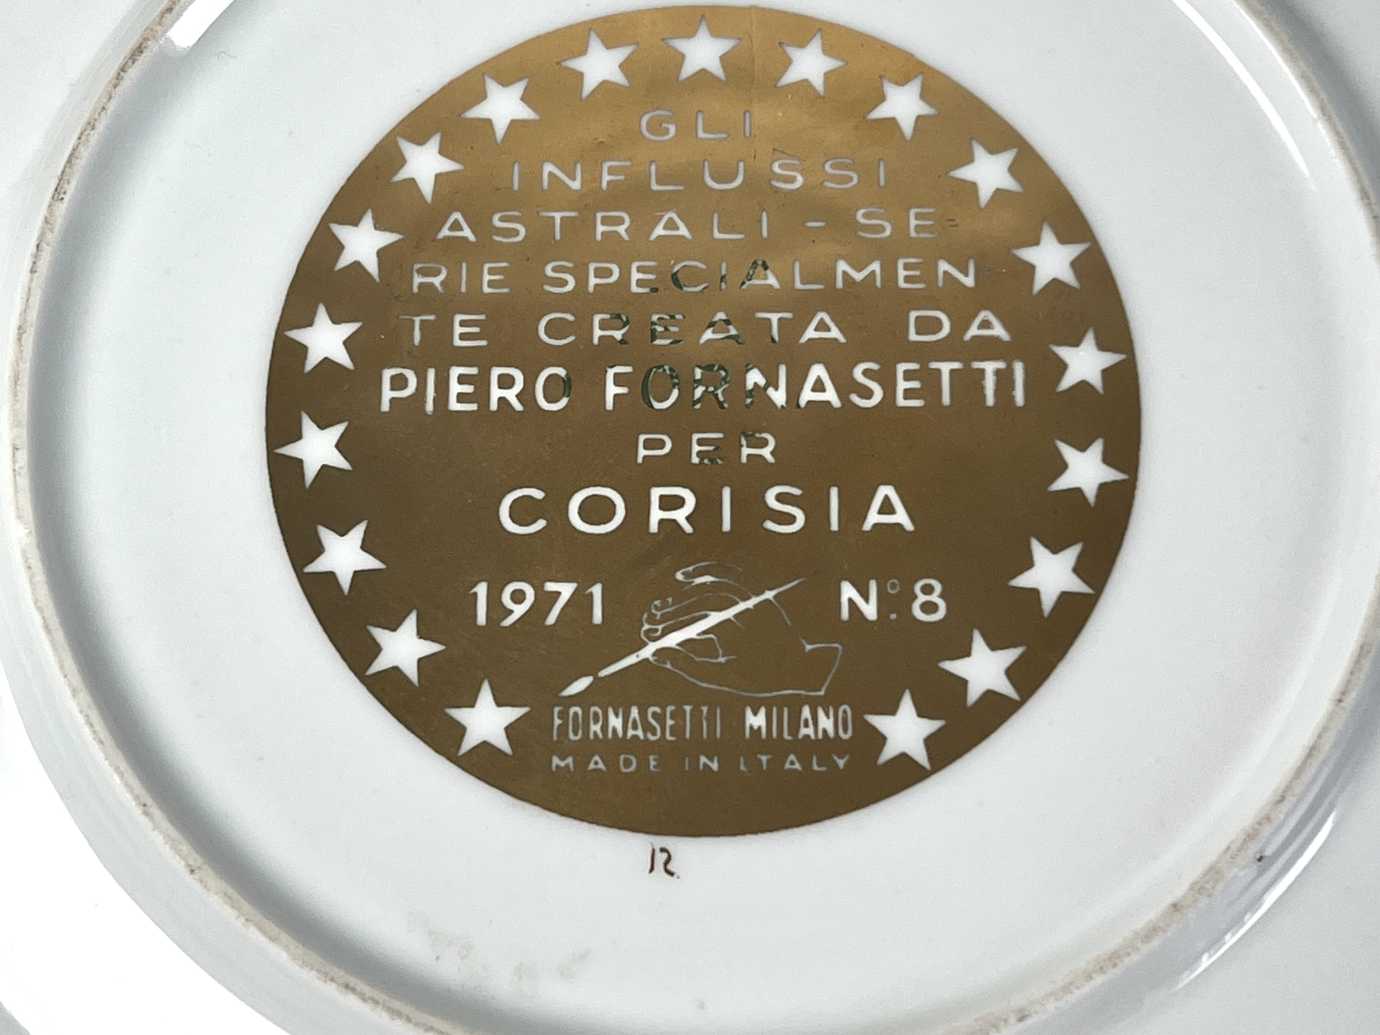 GLI
INFLUSSI
ASTRALI - SE-
RIE SPECIALMEN
TE CREATA DA
PIERO FORNASETTI
PER
CORISIA
1971 Nº. 8
FORNASETTI MILANO
MADE IN ITALY
12.